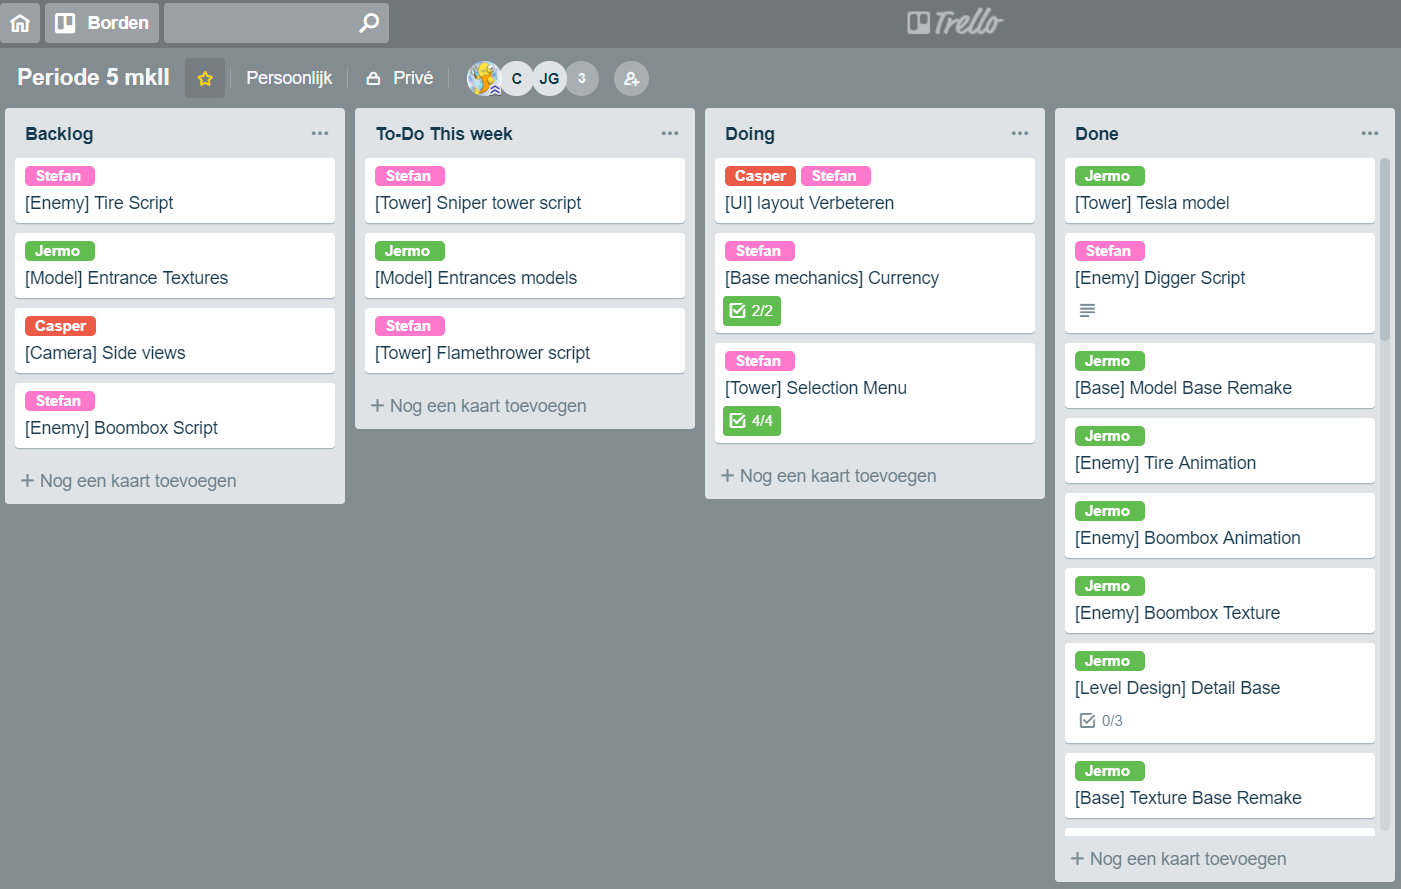 Borden
Trello
Periode 5 mkII
Persoonlijk
Privé
C
JG
3
Backlog
Stefan
[Enemy] Tire Script
Jermo
[Model] Entrance Textures
Casper
[Camera] Side views
Stefan
[Enemy] Boombox Script
+ Nog een kaart toevoegen
To-Do This week
Stefan
[Tower] Sniper tower script
Jermo
[Model] Entrances models
Stefan
[Tower] Flamethrower script
+ Nog een kaart toevoegen
Doing
Casper Stefan
[UI] layout Verbeteren
Stefan
[Base mechanics] Currency
2/2
Stefan
[Tower] Selection Menu
4/4
+ Nog een kaart toevoegen
Done
Jermo
[Tower] Tesla model
Stefan
[Enemy] Digger Script
Jermo
[Base] Model Base Remake
Jermo
[Enemy] Tire Animation
Jermo
[Enemy] Boombox Animation
Jermo
[Enemy] Boombox Texture
Jermo
[Level Design] Detail Base
0/3
Jermo
[Base] Texture Base Remake
+ Nog een kaart toevoegen